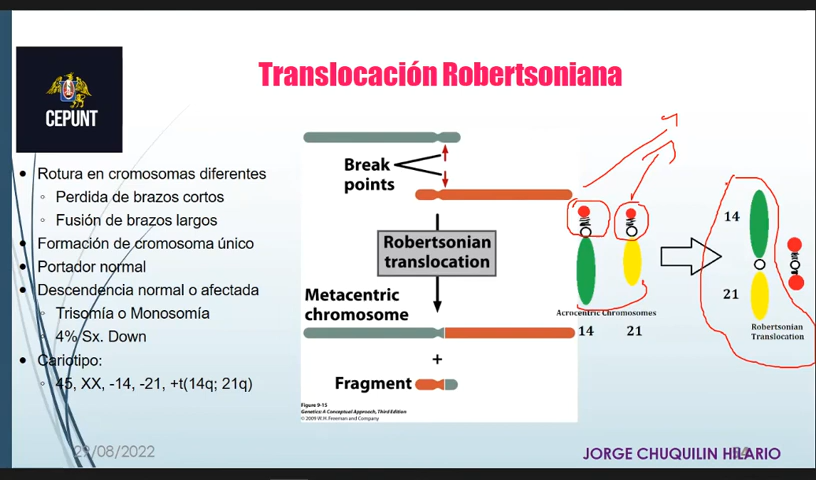 Translocación Robertsoniana
CEPUNT
Rotura en cromosomas diferentes
Perdida de brazos cortos
Fusión de brazos largos
Formación de cromosoma único
Portador normal
Descendencia normal o afectada
Trisomía o Monosomía
4% Sx. Down
Cariotipo:
45, XX, -14, -21, +t(14q; 21q)
Break
points
Robertsonian
translocation
Metacentric
chromosome
+
Fragment
Figure 9-15
Genetics: A Conceptual Approach, Third Edition
© 2009 W.H. Freeman and Company
Acrocentric Chromosomes
14 21
14
21
Robertsonian
Translocation
29/08/2022
JORGE CHUQUILIN HILARIO